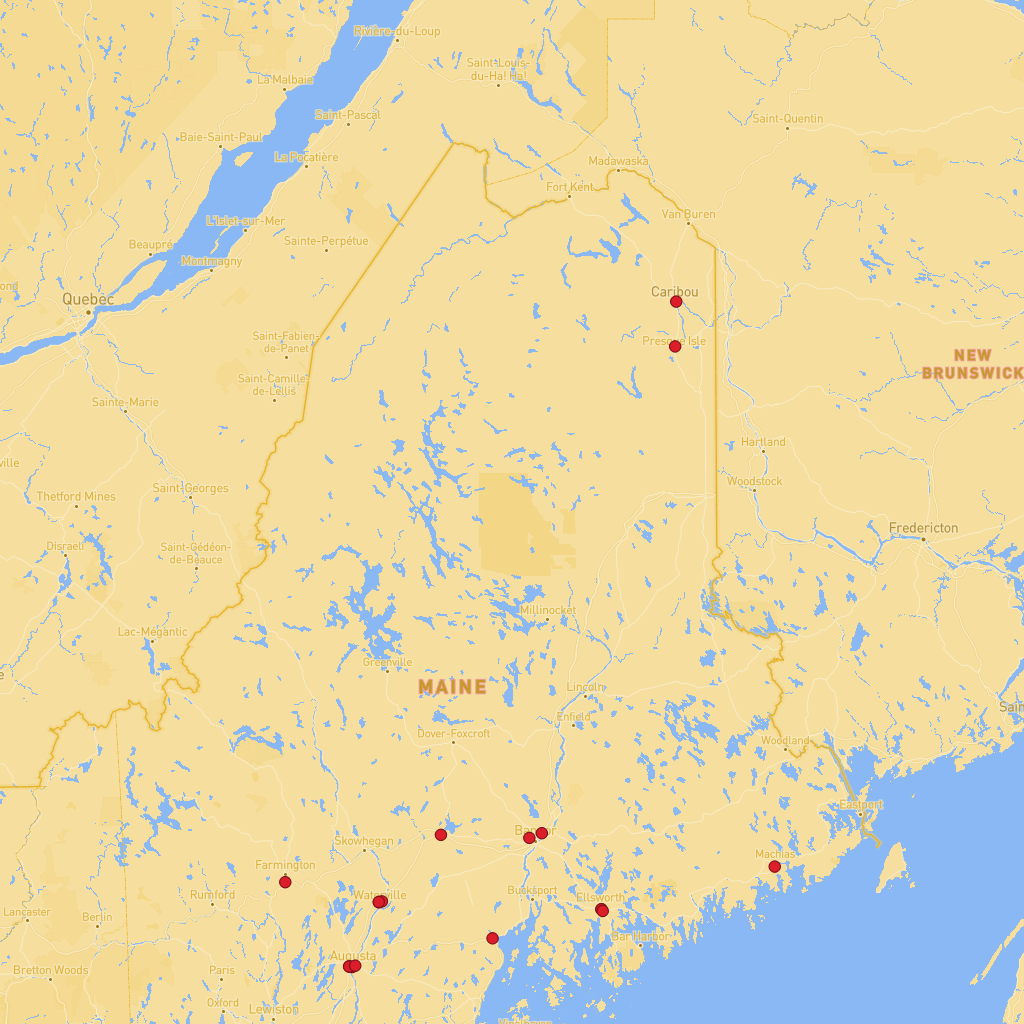 Rivière-du-Loup
Saint-Louis-
du-Ha! Ha!
La Malbaie
Saint-Pascal
Saint-Quentin
Baie-Saint-Paul
La Pocatière
Madawaska
Fort Kent
L'Islet-sur-Mer
Van Buren
Sainte-Perpétue
Beaupré
Montmagny
ond
Quebec
Caribou
Saint-Fabien-
de-Panet
Presque Isle
NEW
BRUNSWICK
Saint-Camille
de-Lellis
Sainte-Marie
Hartland
ville
Woodstock
Saint-Georges
Thetford Mines
Fredericton
Disraeli
Saint-Gédéon-
de-Beauce
Millinocket
Lac-Mégantic
Greenville
MAINE
Lincoln
Sain
Enfield
Dover-Foxcroft
Woodland
Eastport
Bangor
Skowhegan
Machias
Farmington
Rumford
Waterville
Bucksport
Ellsworth
Lancaster
Berlin
Bar Harbor
Augusta
Bretton Woods
Paris
Oxford
Lewiston